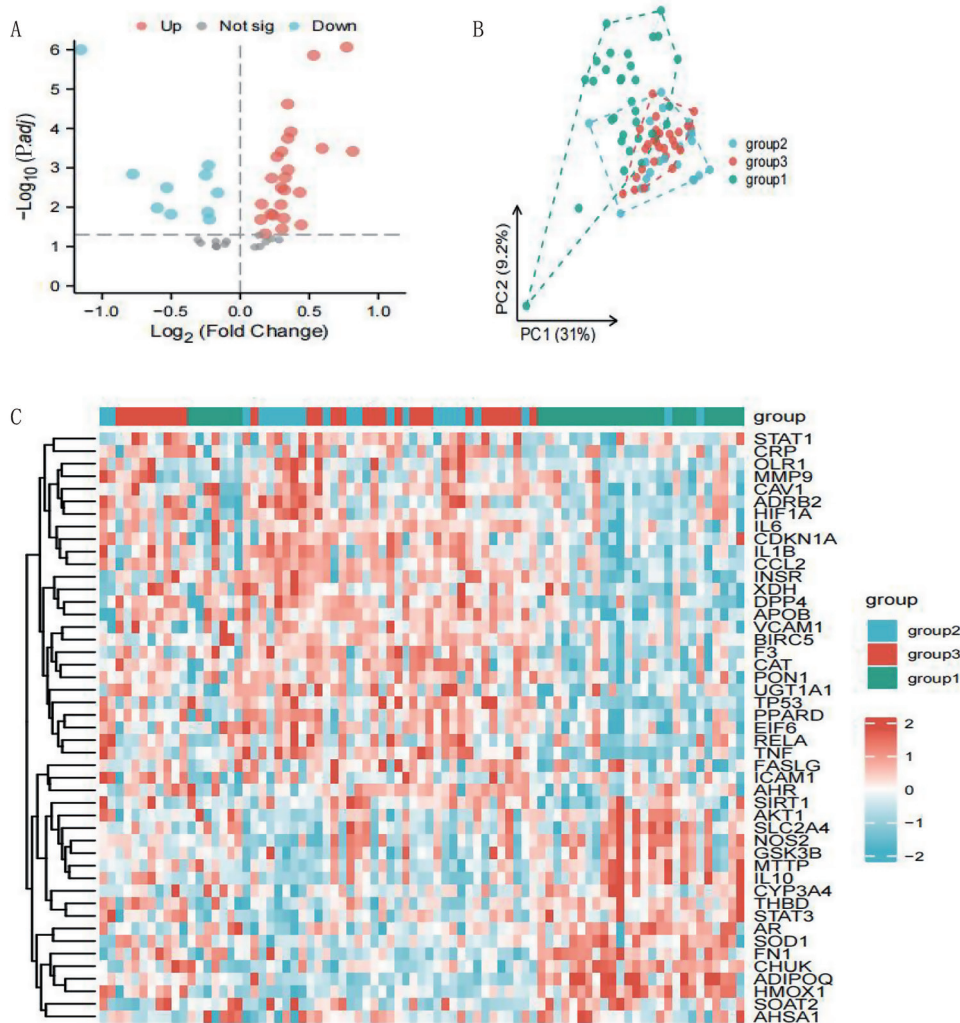 A
Up Not sig Down
6
5
4
3
2
1
0
−Log10 (P.adj)
−1.0 −0.5 0.0 0.5 1.0
Log2 (Fold Change)
B
group2
group3
group1
PC2 (9.2%)
PC1 (31%)
C
group
STAT1
CRP
OLR1
MMP9
CAV1
ADRB2
HIF1A
IL6
CDKN1A
IL1B
CCL2
INSR
XDH
DPP4
APOB
VCAM1
BIRC5
F3
CAT
PON1
UGT1A1
TP53
PPARD
EIF6
RELA
TNF
FASLG
ICAM1
AHR
SIRT1
AKT1
SLC2A4
NOS2
GSK3B
MTTP
IL10
CYP3A4
THBD
STAT3
AR
SOD1
FN1
CHUK
ADIPOQ
HMOX1
SOAT2
AHSA1
group
group2
group3
group1
2
1
0
−1
−2